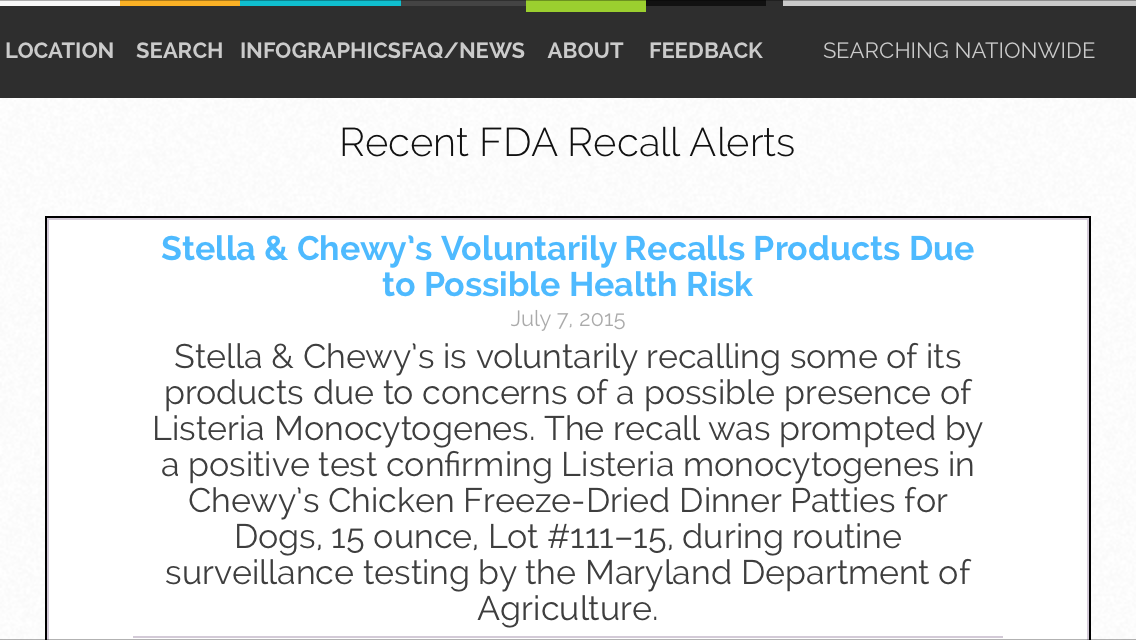 LOCATION SEARCH INFOGRAPHICS FAQ/NEWS ABOUT FEEDBACK SEARCHING NATIONWIDE
Recent FDA Recall Alerts
Stella & Chewy’s Voluntarily Recalls Products Due
to Possible Health Risk
July 7, 2015
Stella & Chewy’s is voluntarily recalling some of its
products due to concerns of a possible presence of
Listeria Monocytogenes. The recall was prompted by
a positive test confirming Listeria monocytogenes in
Chewy’s Chicken Freeze-Dried Dinner Patties for
Dogs, 15 ounce, Lot #111–15, during routine
surveillance testing by the Maryland Department of
Agriculture.